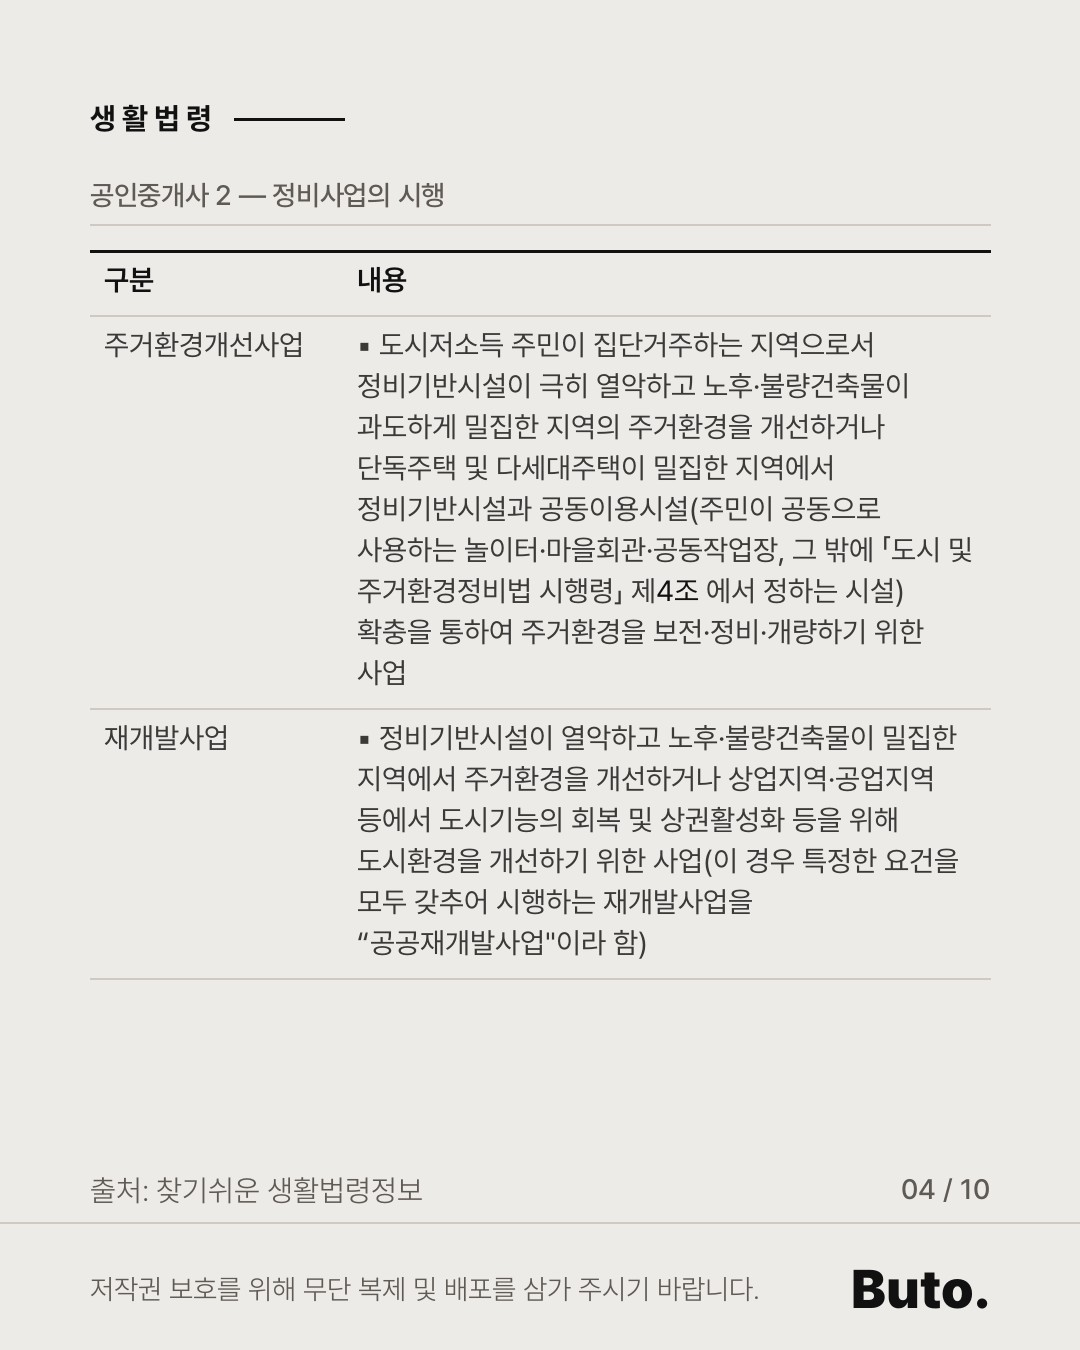 생활법령
공인중개사 2 — 정비사업의 시행
구분 내용
주거환경개선사업 ▪ 도시저소득 주민이 집단거주하는 지역으로서
정비기반시설이 극히 열악하고 노후·불량건축물이
과도하게 밀집한 지역의 주거환경을 개선하거나
단독주택 및 다세대주택이 밀집한 지역에서
정비기반시설과 공동이용시설(주민이 공동으로
사용하는 놀이터·마을회관·공동작업장, 그 밖에 「도시 및
주거환경정비법 시행령」 제4조 에서 정하는 시설)
확충을 통하여 주거환경을 보전·정비·개량하기 위한
사업
재개발사업 ▪ 정비기반시설이 열악하고 노후·불량건축물이 밀집한
지역에서 주거환경을 개선하거나 상업지역·공업지역
등에서 도시기능의 회복 및 상권활성화 등을 위해
도시환경을 개선하기 위한 사업(이 경우 특정한 요건을
모두 갖추어 시행하는 재개발사업을
“공공재개발사업"이라 함)
출처: 찾기쉬운 생활법령정보 04 / 10
저작권 보호를 위해 무단 복제 및 배포를 삼가 주시기 바랍니다. Buto.